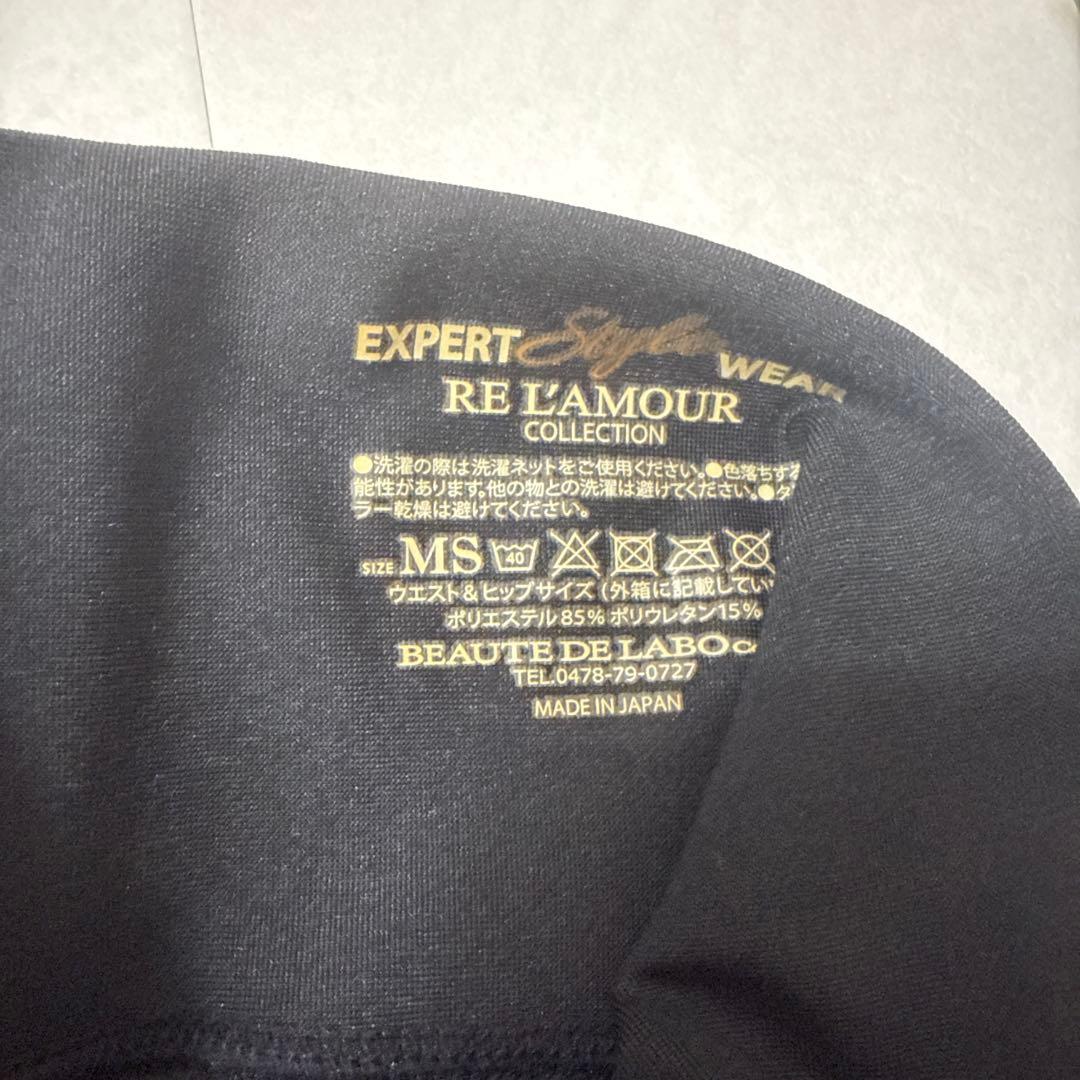 EXPERT Style WEAR
RE L'AMOUR
COLLECTION
●洗濯の際は洗濯ネットをご使用ください。●色落ちする
能性があります。他の物との洗濯は避けてください。●タ
ラー乾燥は避けてください。
SIZE MS 40
ウエスト&ヒップサイズ (外箱に記載してい
ポリエステル85% ポリウレタン15%
BEAUTE DE LABO
TEL.0478-79-0727
MADE IN JAPAN